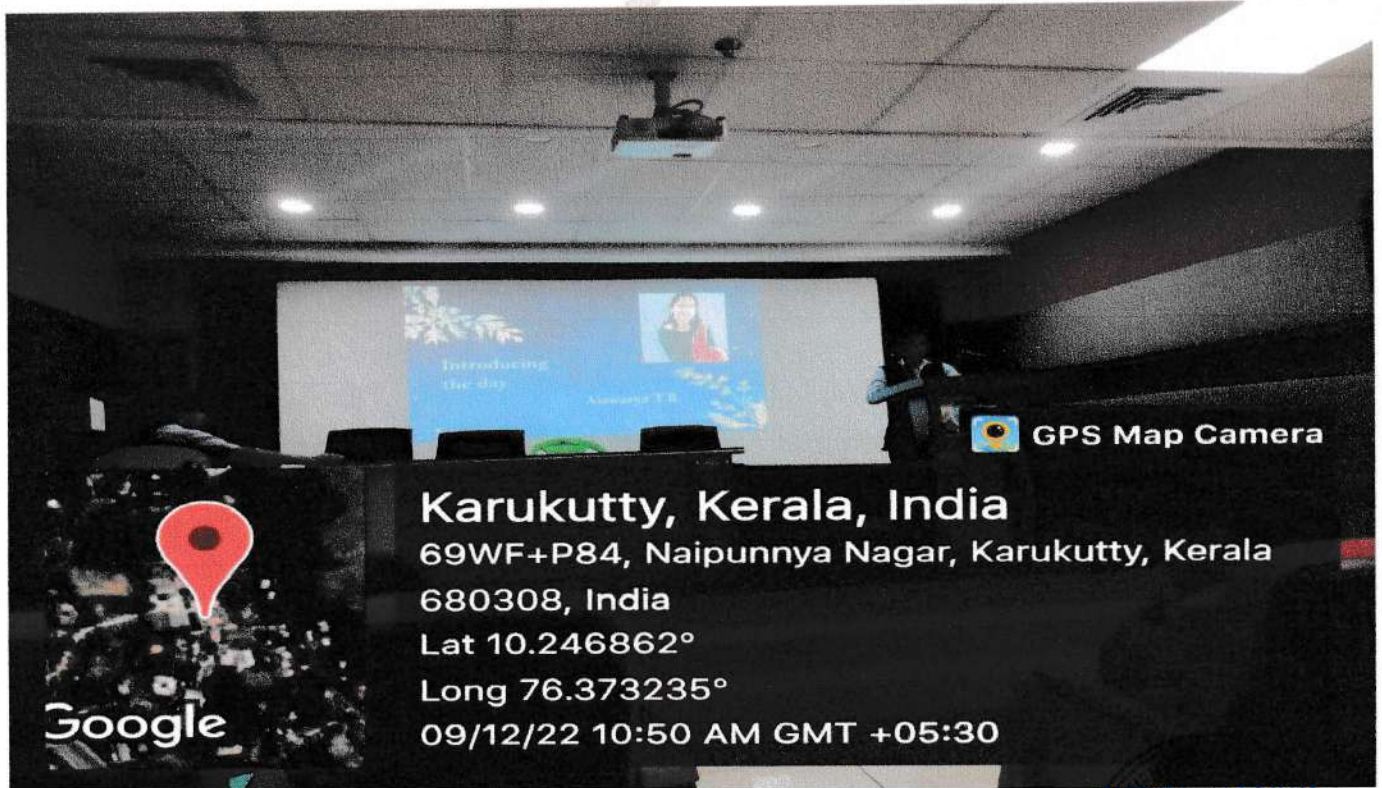 Introducing
the day
Aiswarya T R
GPS Map Camera
Karukutty, Kerala, India
69WF+P84, Naipunnya Nagar, Karukutty, Kerala
680308, India
Lat 10.246862°
Long 76.373235°
09/12/22 10:50 AM GMT +05:30
Google